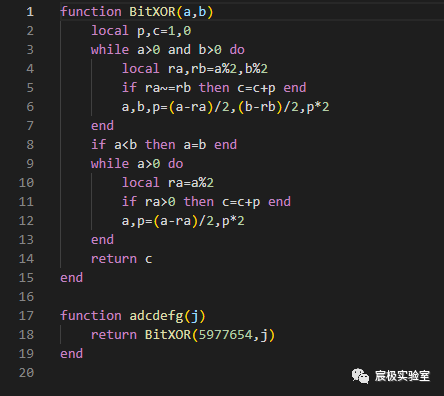 1 function BitXOR(a,b)
2 local p,c=1,0
3 while a>0 and b>0 do
4 local ra,rb=a%2,b%2
5 if ra~=rb then c=c+p end
6 a,b,p=(a-ra)/2,(b-rb)/2,p*2
7 end
8 if a<b then a=b end
9 while a>0 do
10 local ra=a%2
11 if ra>0 then c=c+p end
12 a,p=(a-ra)/2,p*2
13 end
14 return c
15 end
16
17 function adcdefg(j)
18 return BitXOR(5977654,j)
19 end
20
宸极实验室